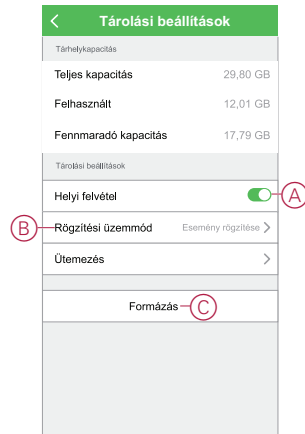 Tárolási beállítások
Tárhelykapacitás
Teljes kapacitás 29,80 GB
Felhasznált 12,01 GB
Fennmaradó kapacitás 17,79 GB
Tárolási beállítások
Helyi felvétel A
B Rögzítési üzemmód Esemény rögzítése
Ütemezés
Formázás C